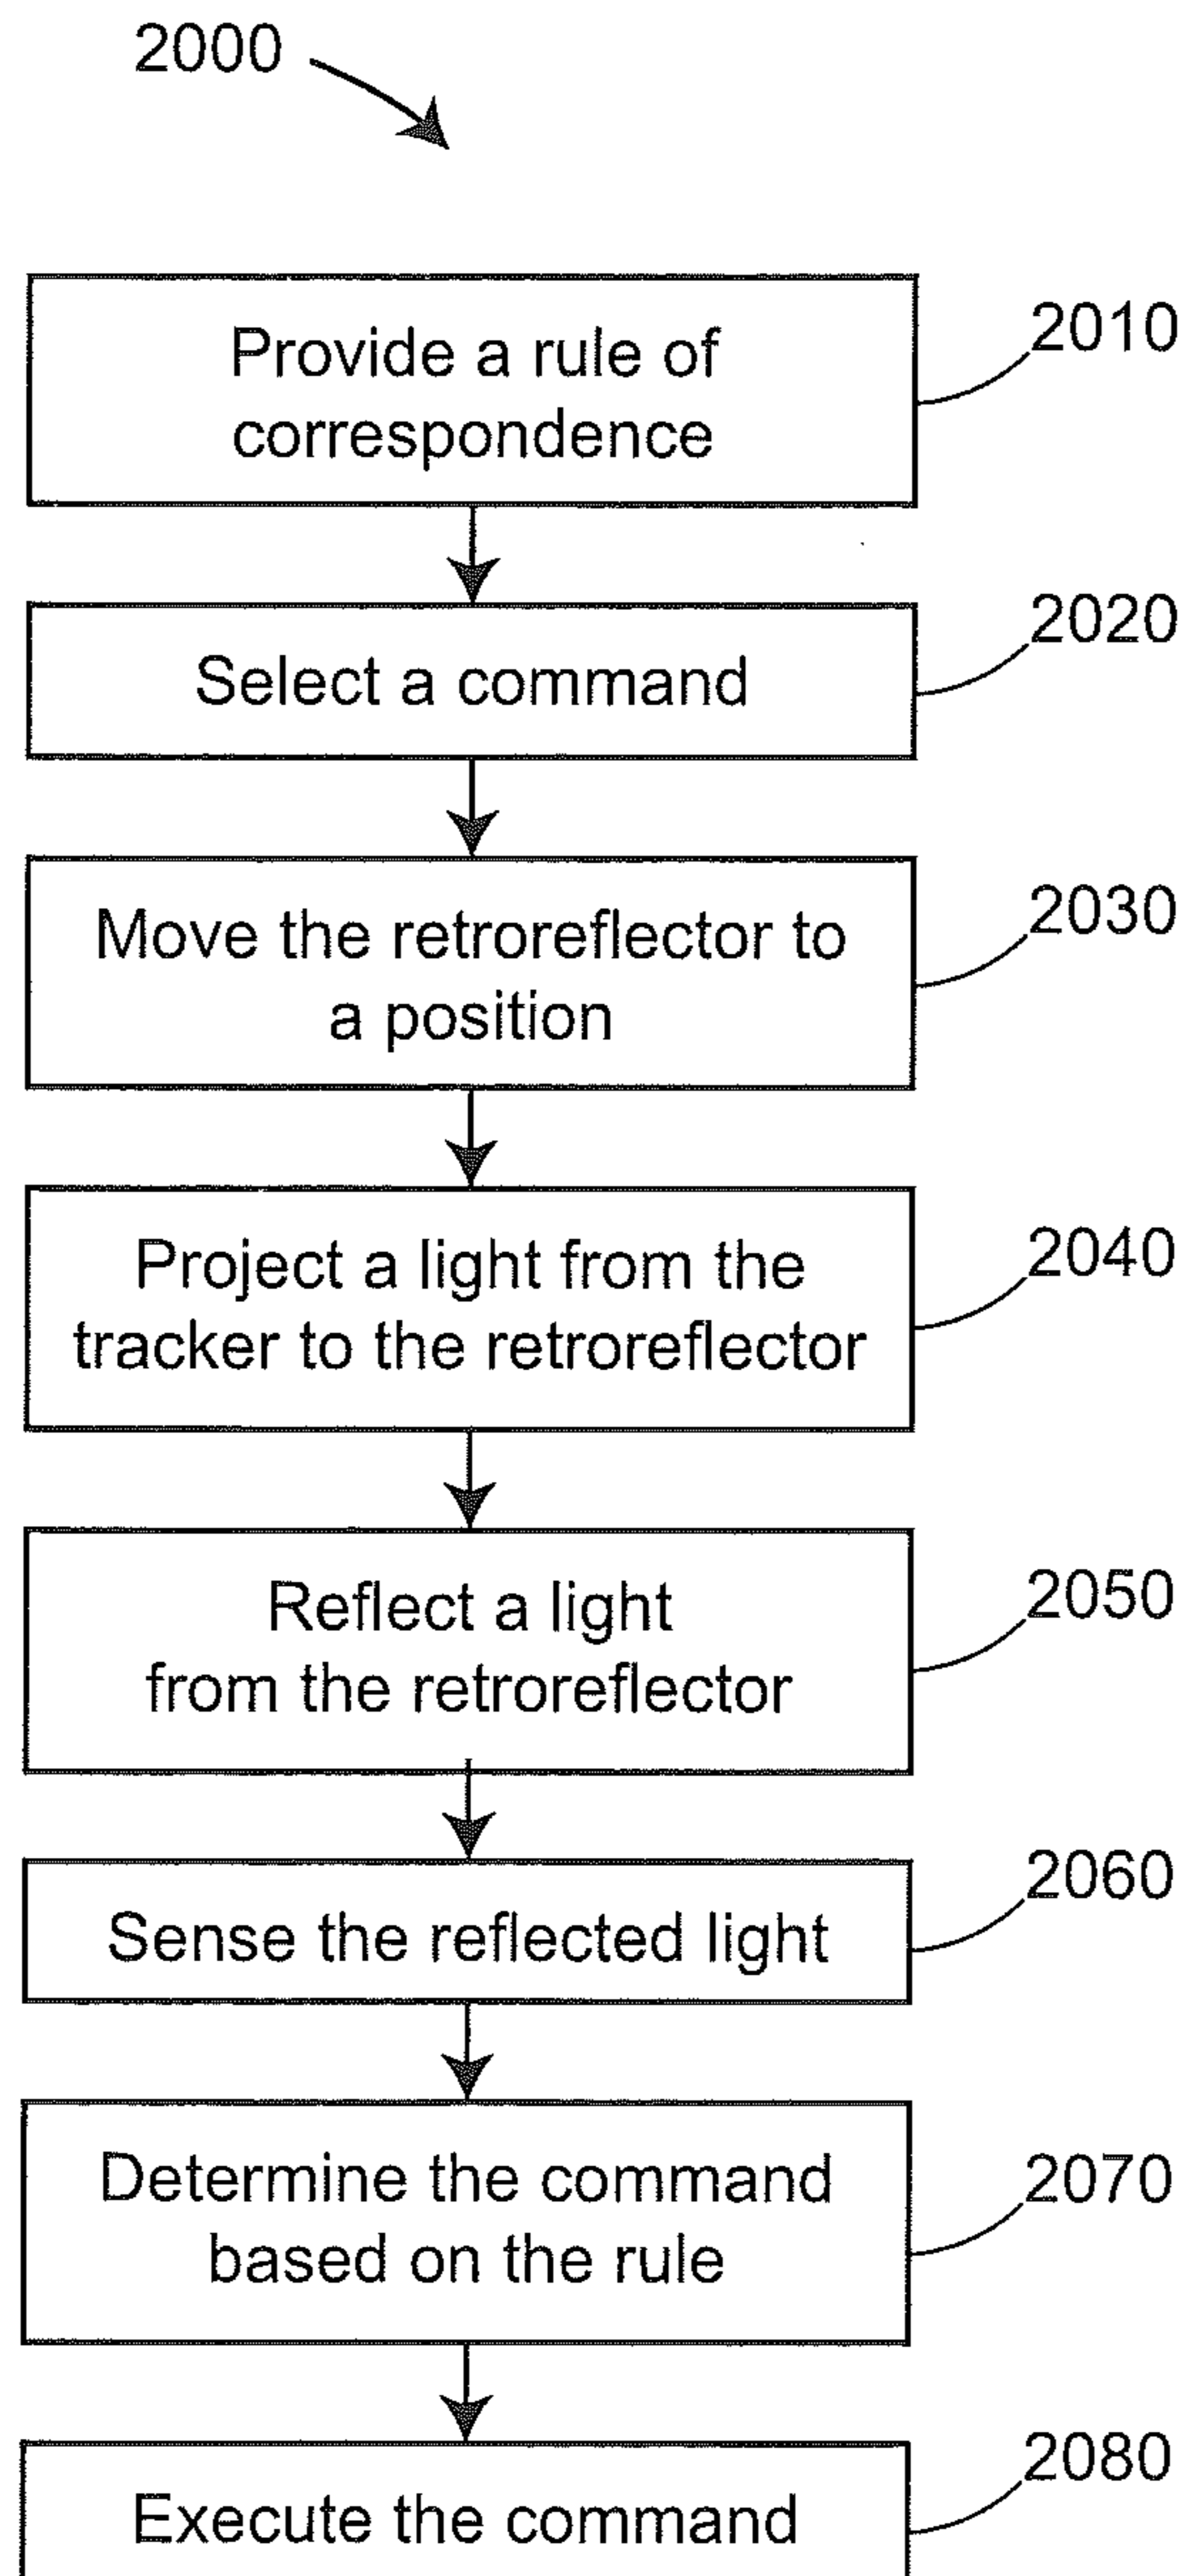 2000
Provide a rule of
correspondence
2010
Select a command
2020
Move the retroreflector to
a position
2030
Project a light from the
tracker to the retroreflector
2040
Reflect a light
from the retroreflector
2050
Sense the reflected light
2060
Determine the command
based on the rule
2070
Execute the command
2080